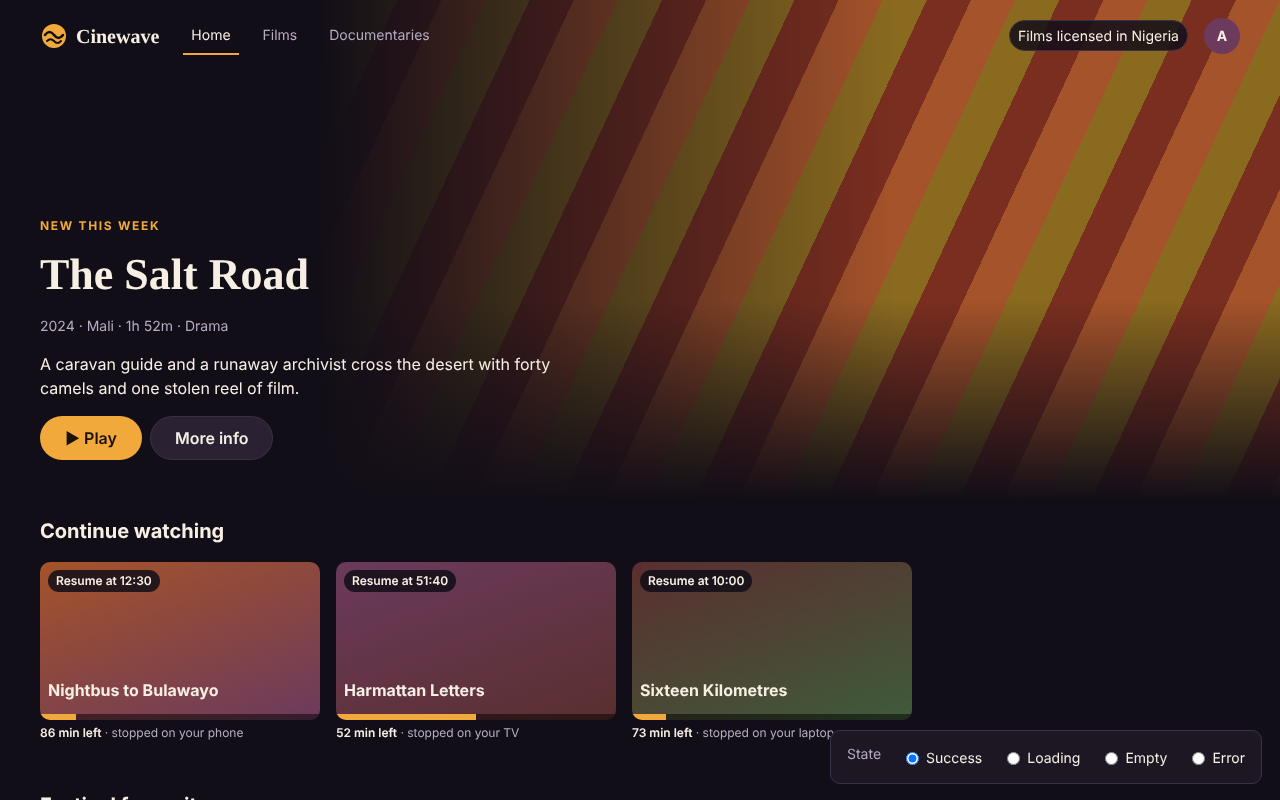 Cinewave Home Films Documentaries Films licensed in Nigeria A
NEW THIS WEEK
The Salt Road
2024 · Mali · 1h 52m · Drama
A caravan guide and a runaway archivist cross the desert with forty
camels and one stolen reel of film.
▶ Play More info
Continue watching
Resume at 12:30
Nightbus to Bulawayo
86 min left · stopped on your phone
Resume at 51:40
Harmattan Letters
52 min left · stopped on your TV
Resume at 10:00
Sixteen Kilometres
73 min left · stopped on your laptop
State Success Loading Empty Error